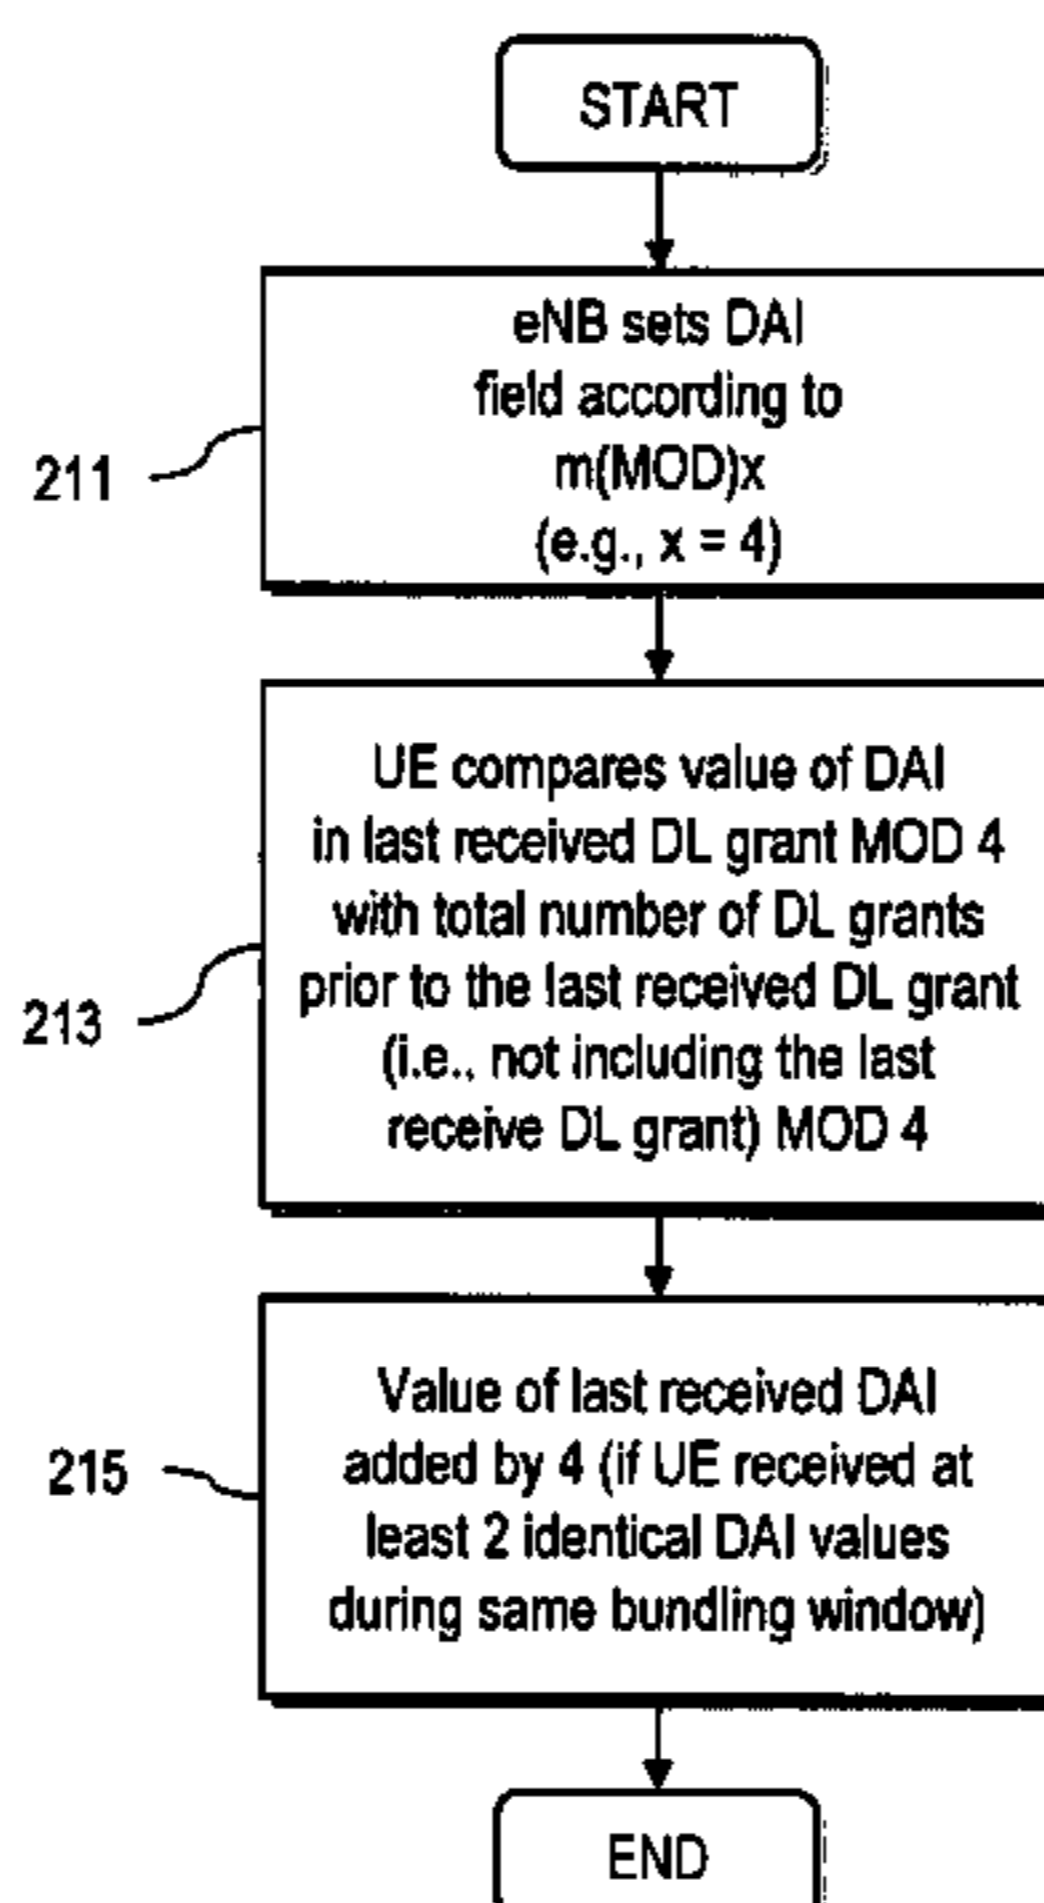 START
eNB sets DAI
field according to
m(MOD)x
(e.g., x = 4)
211
UE compares value of DAI
in last received DL grant MOD 4
with total number of DL grants
prior to the last received DL grant
(i.e., not including the last
receive DL grant) MOD 4
213
Value of last received DAI
added by 4 (if UE received at
least 2 identical DAI values
during same bundling window)
215
END